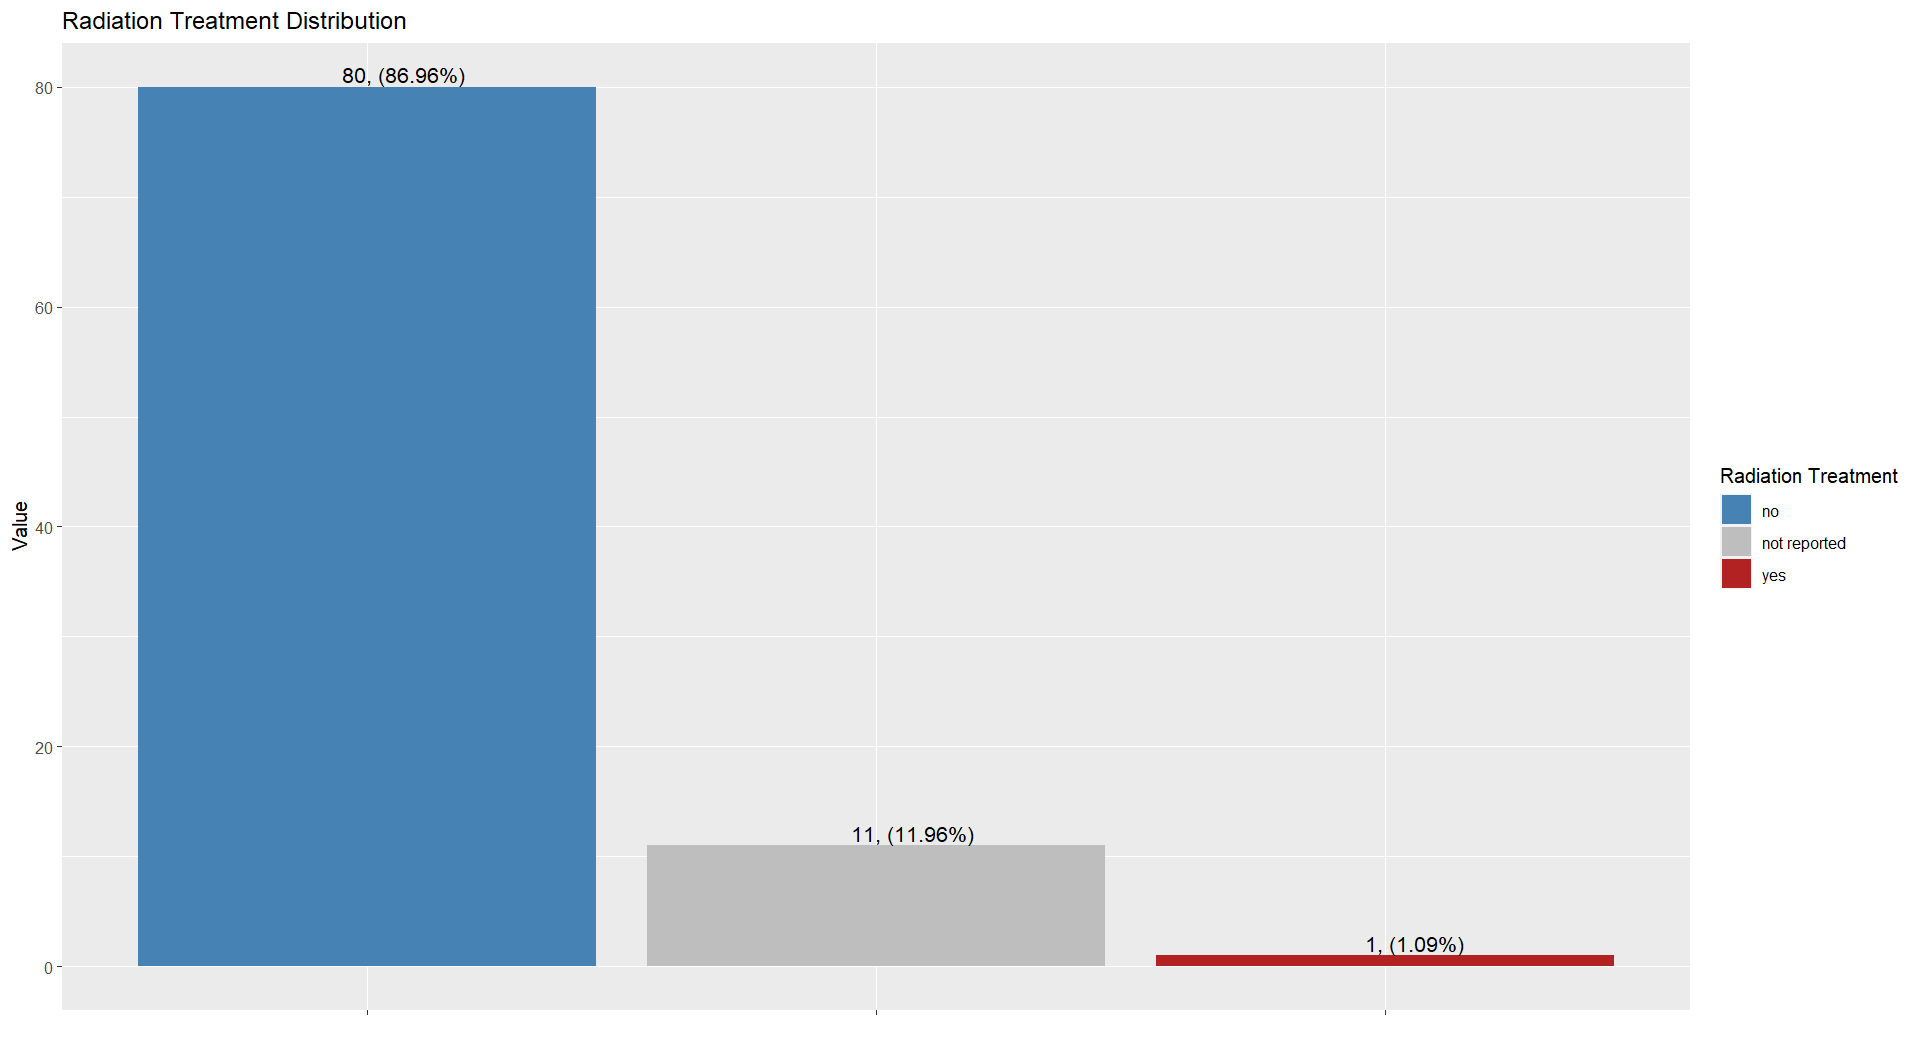 Radiation Treatment Distribution
80, (86.96%)
80
60
Radiation Treatment
no
Value
40
not reported
yes
20
11, (11.96%)
1, (1.09%)
0